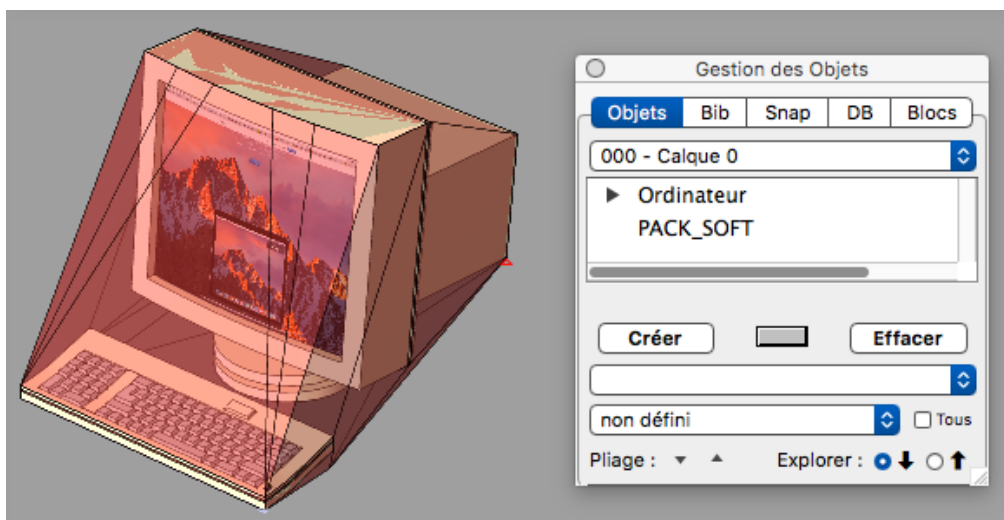 Gestion des Objets
Objets Bib Snap DB Blocs
000 - Calque 0
Ordinateur
PACK_SOFT
Créer Effacer
non défini Tous
Pliage : Explorer :